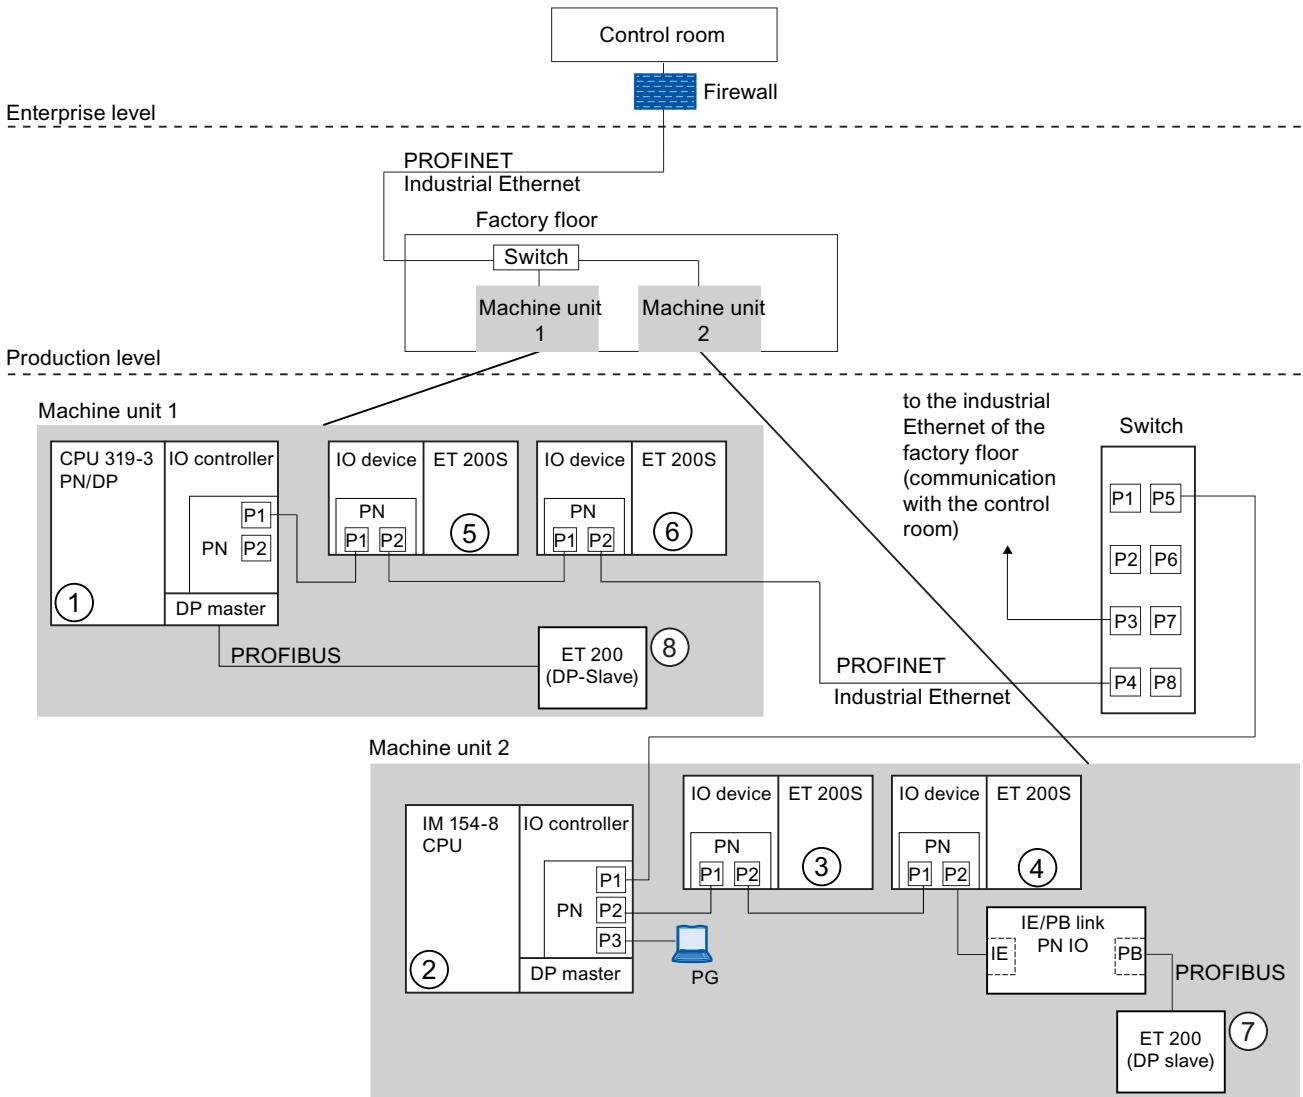 Control room
Firewall
Enterprise level
PROFINET
Industrial Ethernet
Factory floor
Switch
Machine unit
1
Machine unit
2
Production level
Machine unit 1
CPU 319-3
PN/DP
IO controller
P1
PN
P2
1
DP master
IO device
ET 200S
PN
P1
P2
5
IO device
ET 200S
PN
P1
P2
6
PROFIBUS
ET 200
(DP-Slave)
8
to the industrial
Ethernet of the
factory floor
(communication
with the control
room)
Switch
P1
P5
P2
P6
P3
P7
P4
P8
PROFINET
Industrial Ethernet
Machine unit 2
IM 154-8
CPU
IO controller
P1
PN
P2
P3
2
DP master
PG
IO device
ET 200S
PN
P1
P2
3
IO device
ET 200S
PN
P1
P2
4
IE/PB link
PN IO
IE
PB
PROFIBUS
ET 200
(DP slave)
7